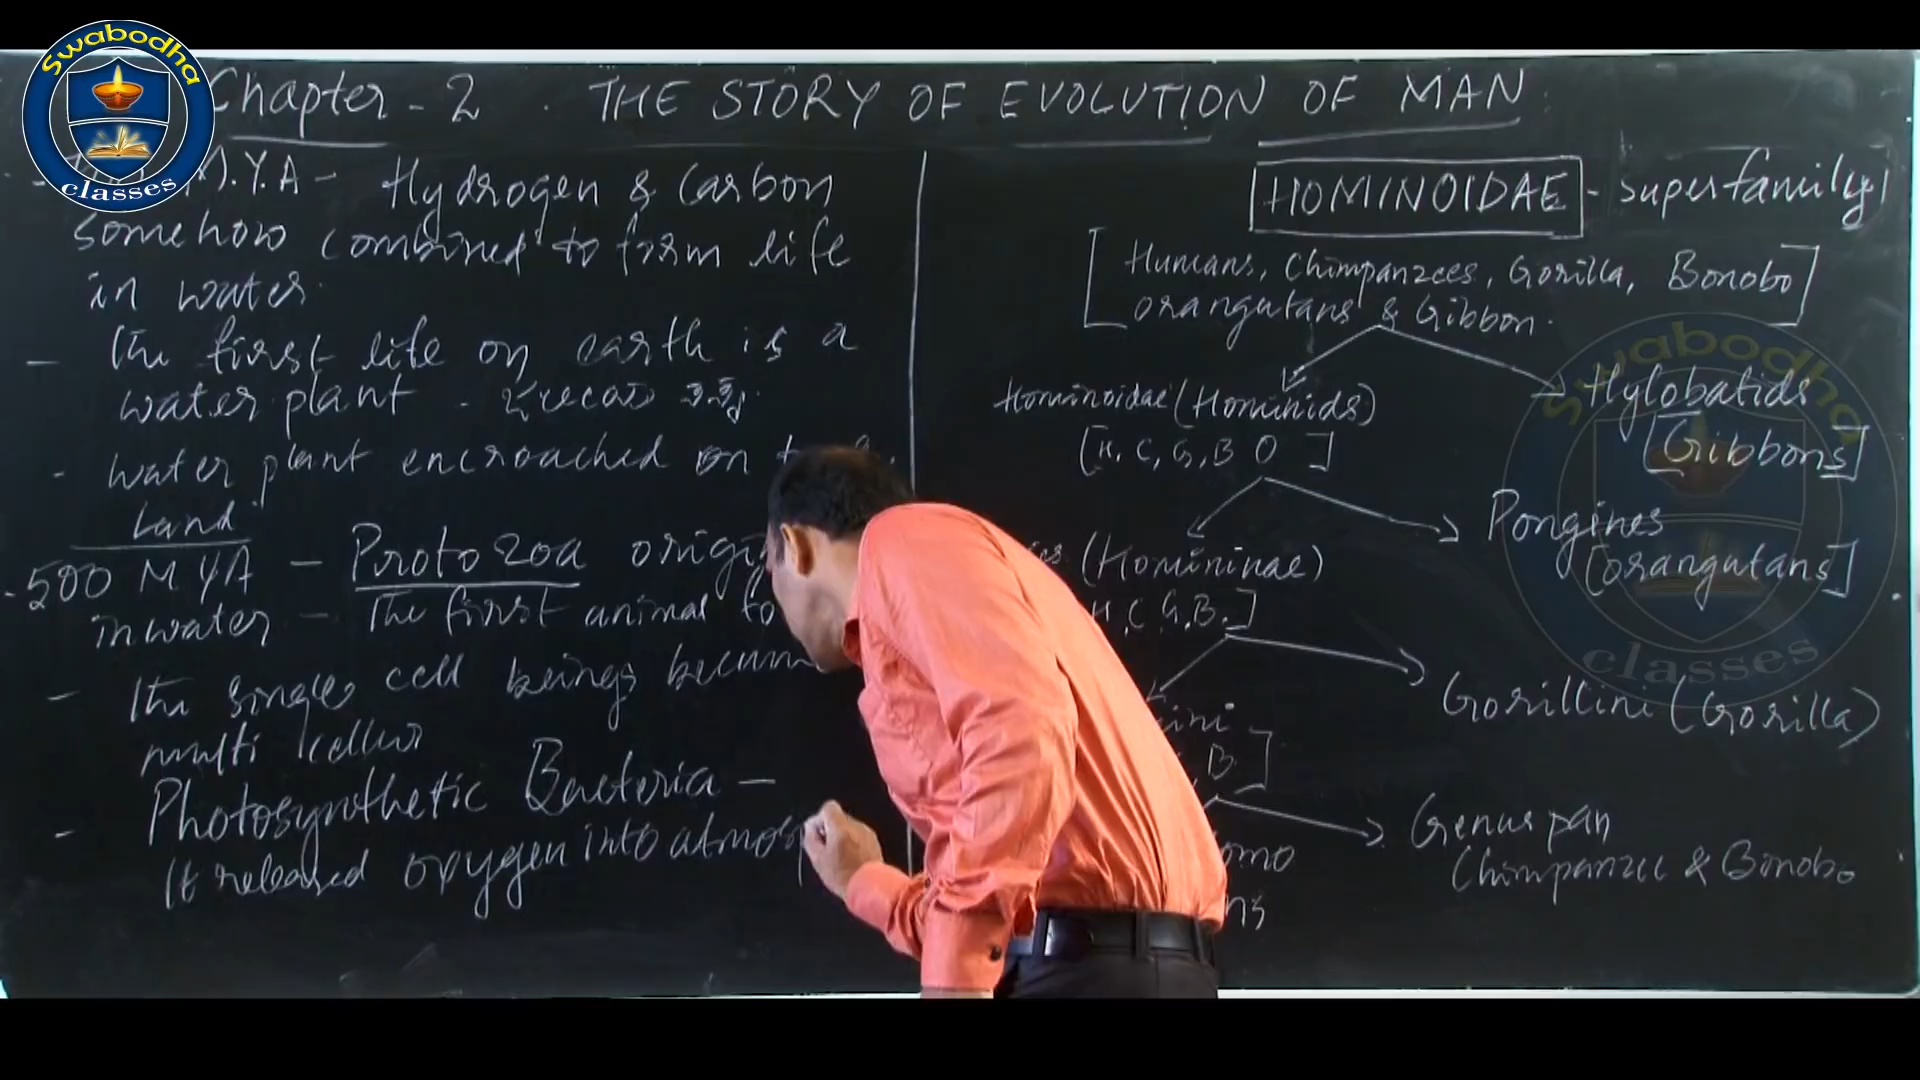 Swabodha
classes
Chapter - 2 . THE STORY OF EVOLUTION OF MAN
M.Y.A - Hydrogen & Carbon
somehow combined to form life
in water.
- The first life on earth is a
water plant -
- water plant encroached on
Land.
- 500 MYA - Protozoa
in water - The first animal
- The single cell beings
multi
- Photosynthetic Bacteria -
It released oxygen into
HOMINOIDAE - Superfamily
[Humans, Chimpanzees, Gorilla, Bonobo
orangutans & Gibbon.]
Hominoidae (Hominids)
[H, C, G, B O ]
Hylobatids
[Gibbons]
(Homininae)
C, G, B. ]
Pongines
[orangutans]
Gorillini (Gorilla)
B ]
Genus pan
Chimpanzee & Bonobo
Swabodha
classes